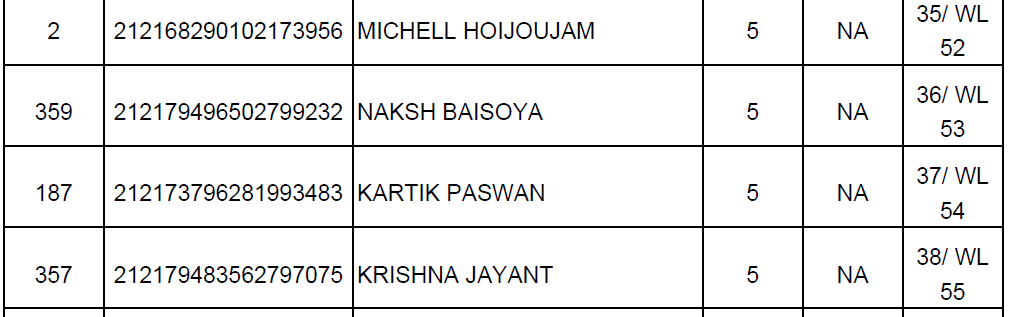 2 212168290102173956 MICHELL HOIJOUJAM 5 NA 35/ WL
52
359 212179496502799232 NAKSH BAISOYA 5 NA 36/ WL
53
187 212173796281993483 KARTIK PASWAN 5 NA 37/ WL
54
357 212179483562797075 KRISHNA JAYANT 5 NA 38/ WL
55